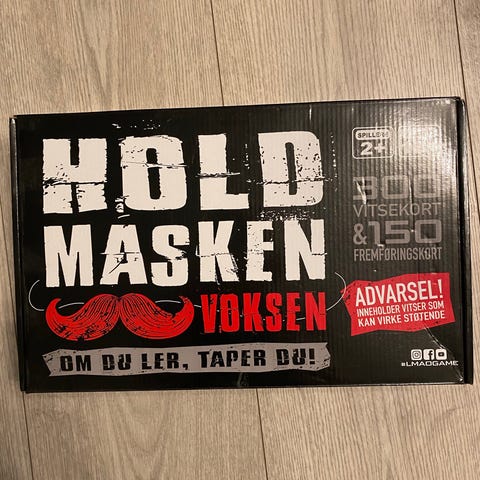 HOLD
MASKEN
VOKSEN
OM DU LER, TAPER DU!
SPILLERE
2+
300
VITSEKORT
&150
FREMFØRINGSKORT
ADVARSEL!
INNEHOLDER VITSER SOM
KAN VIRKE STØTENDE
#LMAOGAME